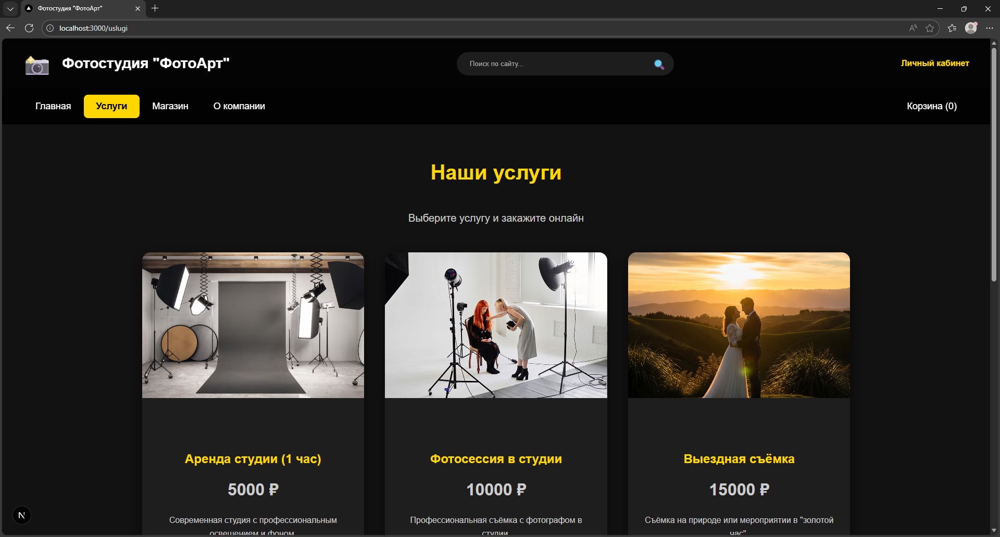 Фотостудия "ФотоАрт"
localhost:3000/uslugi
Фотостудия "ФотоАрт"
Поиск по сайту...
Личный кабинет
Главная
Услуги
Магазин
О компании
Корзина (0)
Наши услуги
Выберите услугу и закажите онлайн
Аренда студии (1 час)
5000 ₽
Современная студия с профессиональным
освещением и фоном
Фотосессия в студии
10000 ₽
Профессиональная съёмка с фотографом в
студии
Выездная съёмка
15000 ₽
Съёмка на природе или мероприятии в "золотой
час"
N